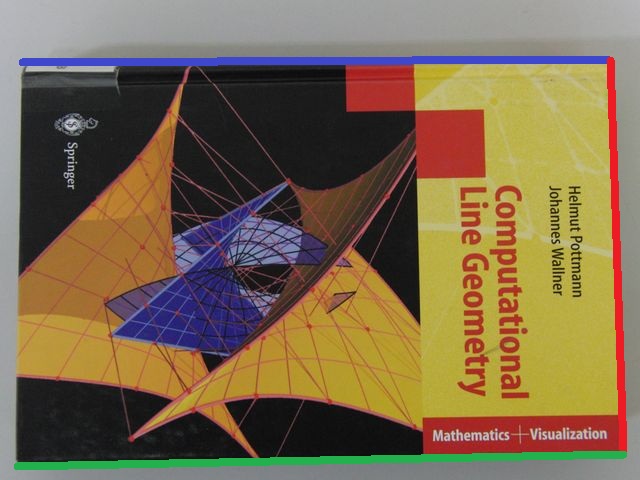 Helmut Pottmann
Johannes Wallner
Computational
Line Geometry
Mathematics+Visualization
Springer